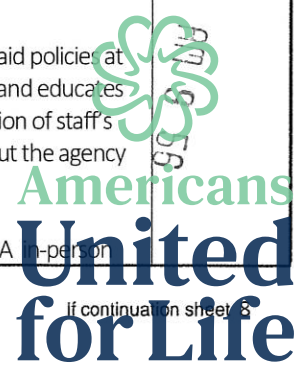 aid policies at
and educates
ion of staff's
ut the agency
A in-person
If continuation sheet 8
Americans
United
for Life